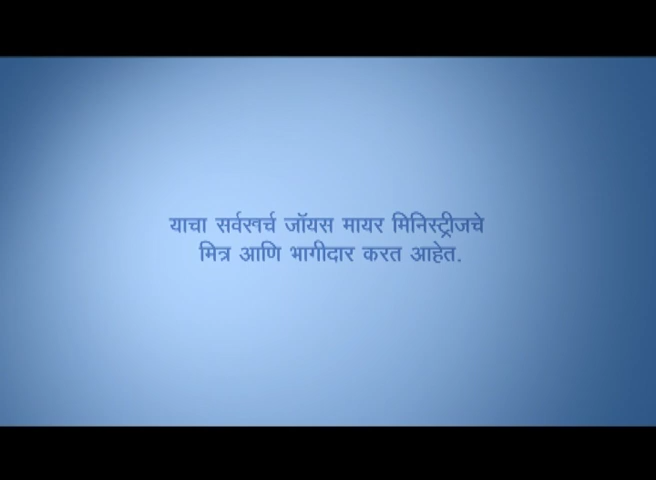 याचा सर्वखर्च जॉयस मायर मिनिस्ट्रीजचे
मित्र आणि भागीदार करत आहेत.